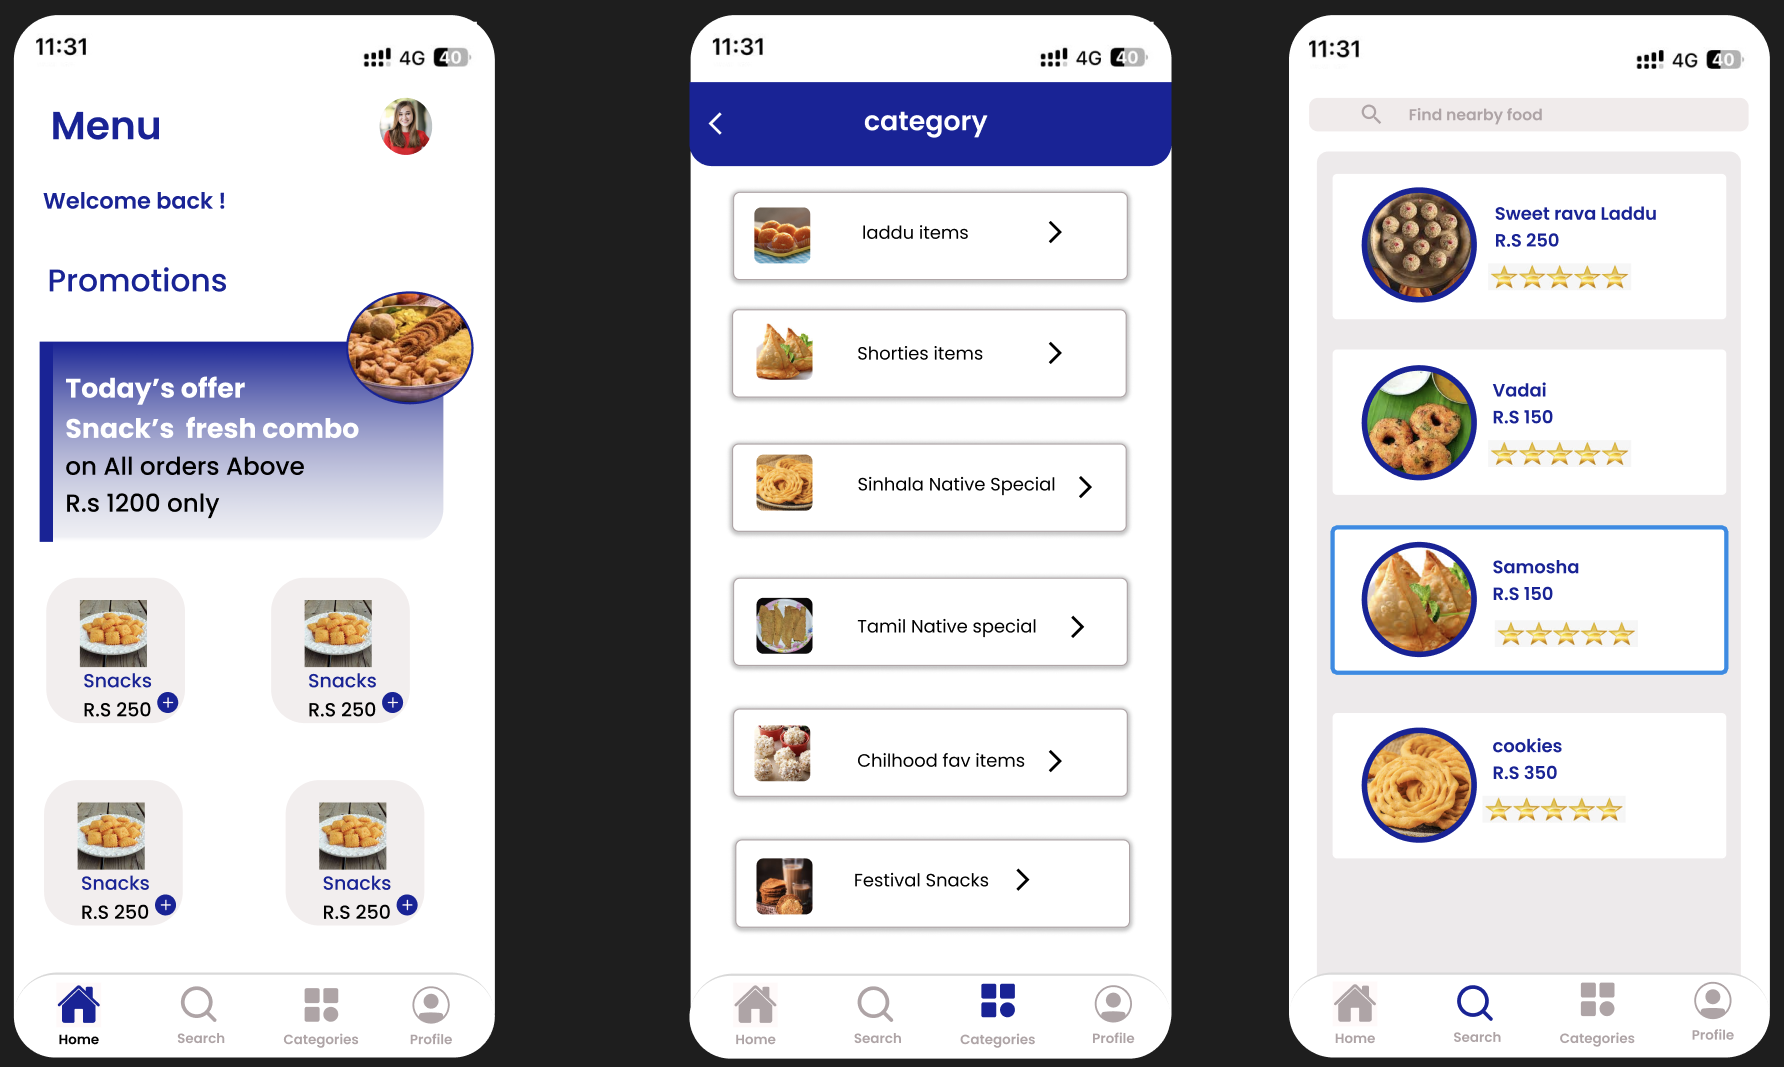 11:31
4G 40
Menu
Welcome back !
Promotions
Today's offer
Snack's fresh combo
on All orders Above
R.s 1200 only
Snacks
R.S 250
Snacks
R.S 250
Snacks
R.S 250
Snacks
R.S 250
Home Search Categories Profile
11:31
4G 40
category
laddu items
Shorties items
Sinhala Native Special
Tamil Native special
Chilhood fav items
Festival Snacks
Home Search Categories Profile
11:31
4G 40
Find nearby food
Sweet rava Laddu
R.S 250
Vadai
R.S 150
Samosha
R.S 150
cookies
R.S 350
Home Search Categories Profile